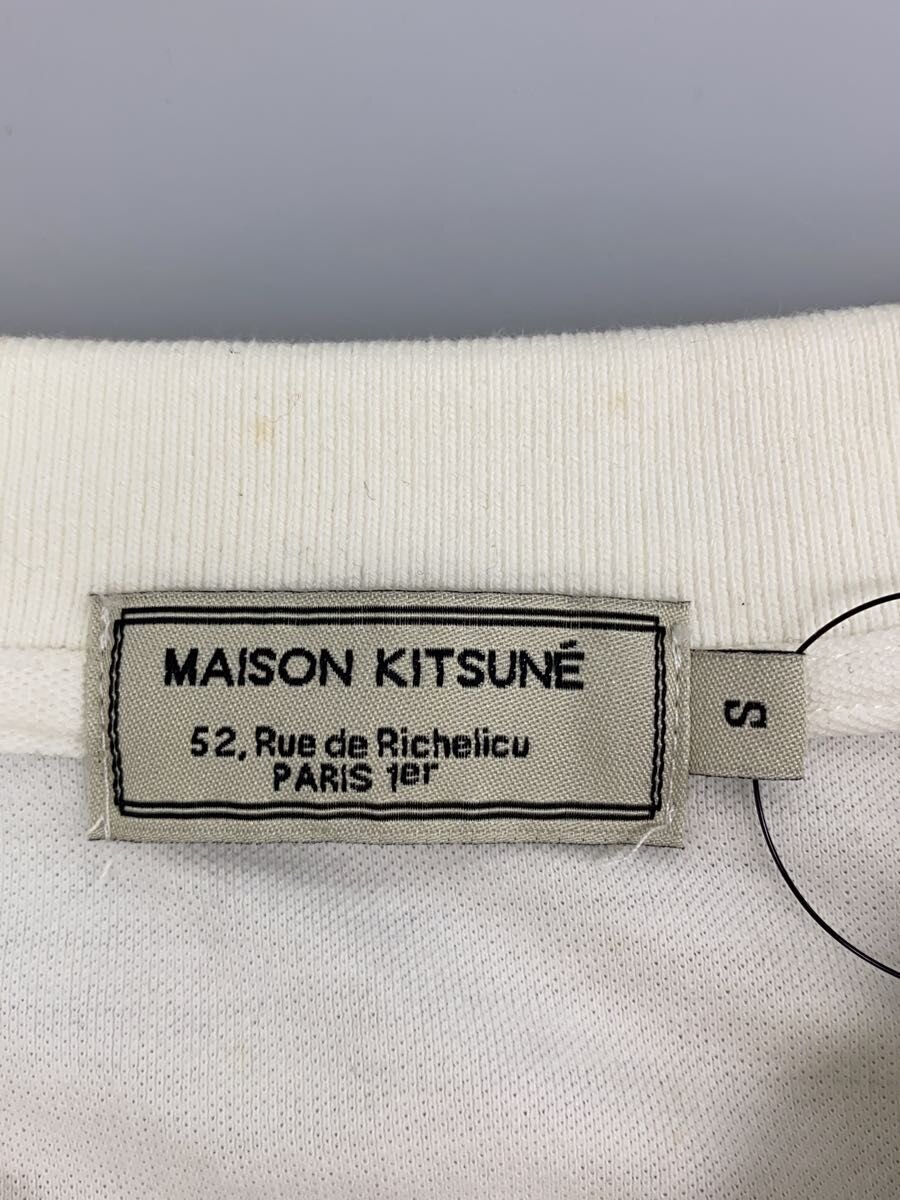 MAISON KITSUNÉ
52, Rue de Richelicu
PARIS 1er
S